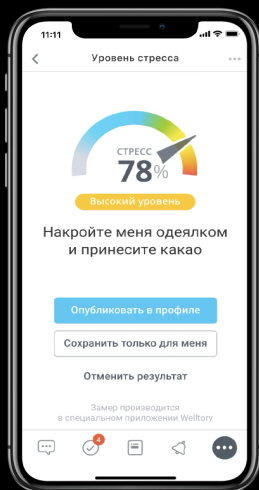 11:11
Уровень стресса
СТРЕСС
78%
Высокий уровень
Накройте меня одеялком
и принесите какао
Опубликовать в профиле
Сохранить только для меня
Отменить результат
Замер производится
в специальном приложении Welltory
4